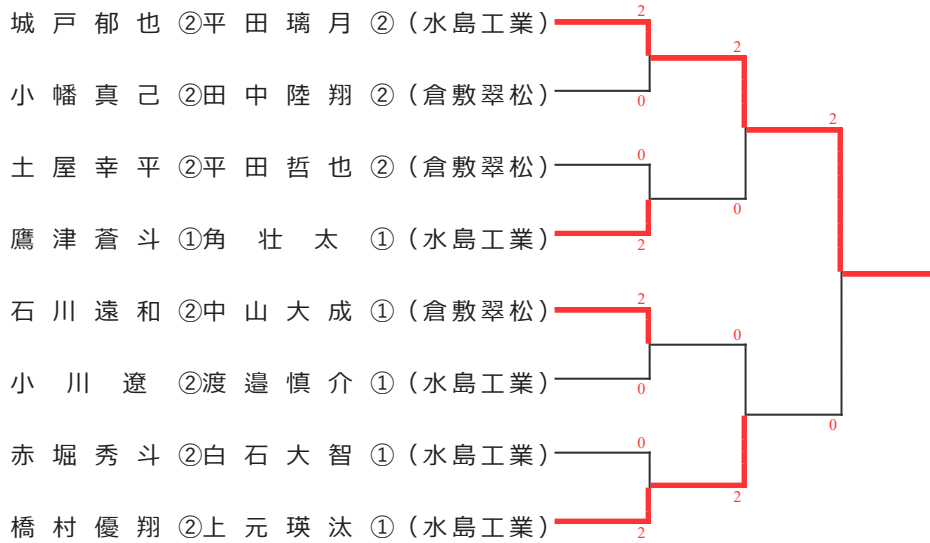 城戸郁也 ②平田璃月 ② (水島工業) 2
2
小幡真己 ②田中陸翔 ② (倉敷翠松) 0
2
土屋幸平 ②平田哲也 ② (倉敷翠松) 0
0
鷹津蒼斗 ①角壮太 ① (水島工業) 2
石川遠和 ②中山大成 ① (倉敷翠松) 2
0
小川遼 ②渡邉慎介 ① (水島工業) 0
0
赤堀秀斗 ②白石大智 ① (水島工業) 0
2
橋村優翔 ②上元瑛汰 ① (水島工業) 2